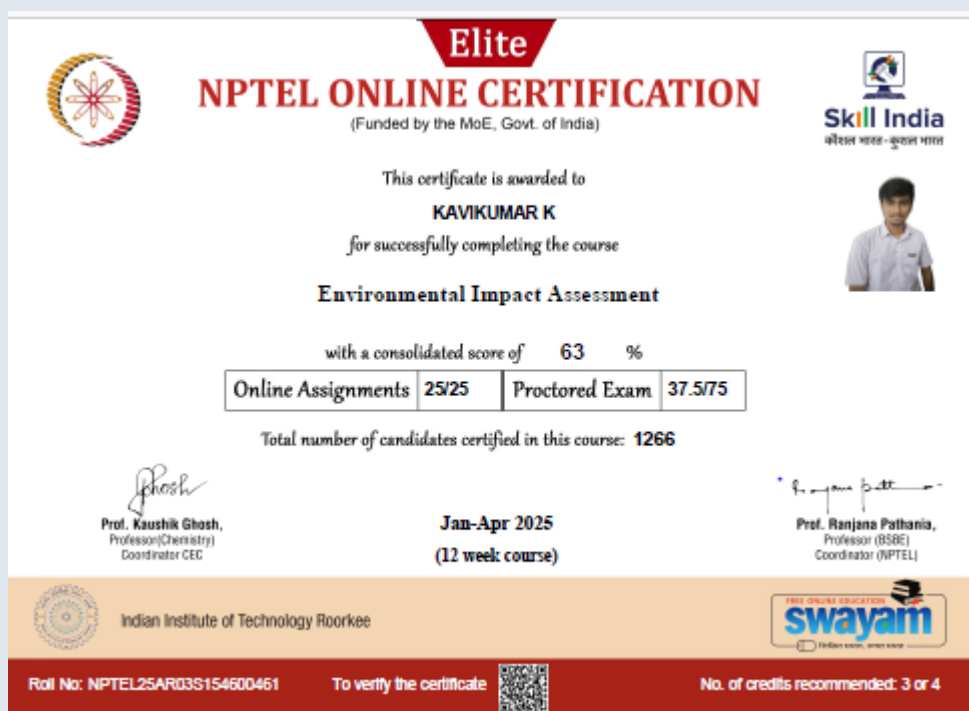 Elite
NPTEL ONLINE CERTIFICATION
(Funded by the MoE, Govt. of India)
Skill India
कौशल भारत - कुशल भारत
This certificate is awarded to
KAVIKUMAR K
for successfully completing the course
Environmental Impact Assessment
with a consolidated score of 63 %
Online Assignments 25/25 Proctored Exam 37.5/75
Total number of candidates certified in this course: 1266
Prof. Kaushik Ghosh,
Professor(Chemistry)
Coordinator CEC
Jan-Apr 2025
(12 week course)
Prof. Ranjana Pathania,
Professor (BSBE)
Coordinator (NPTEL)
Indian Institute of Technology Roorkee
FREE ONLINE EDUCATION
swayam
Roll No: NPTEL25AR03S154600461 To verify the certificate No. of credits recommended: 3 or 4